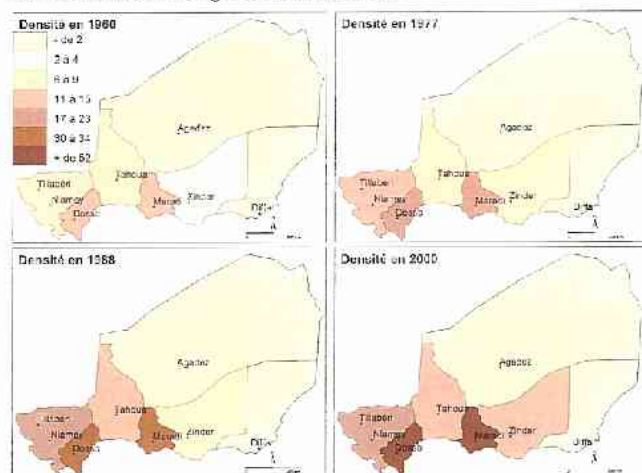 Densité en 1960
- de 2
2 à 4
6 à 9
11 à 15
17 à 23
30 à 34
+ de 52
Agadez
Tahoua
Tillabéri
Niamey
Dosso
Maradi
Zinder
Diffa
Densité en 1977
Agadez
Tahoua
Tillabéri
Niamey
Dosso
Maradi
Zinder
Diffa
Densité en 1988
Agadez
Tahoua
Tillabéri
Niamey
Dosso
Maradi
Zinder
Diffa
Densité en 2000
Agadez
Tahoua
Tillabéri
Niamey
Dosso
Maradi
Zinder
Diffa